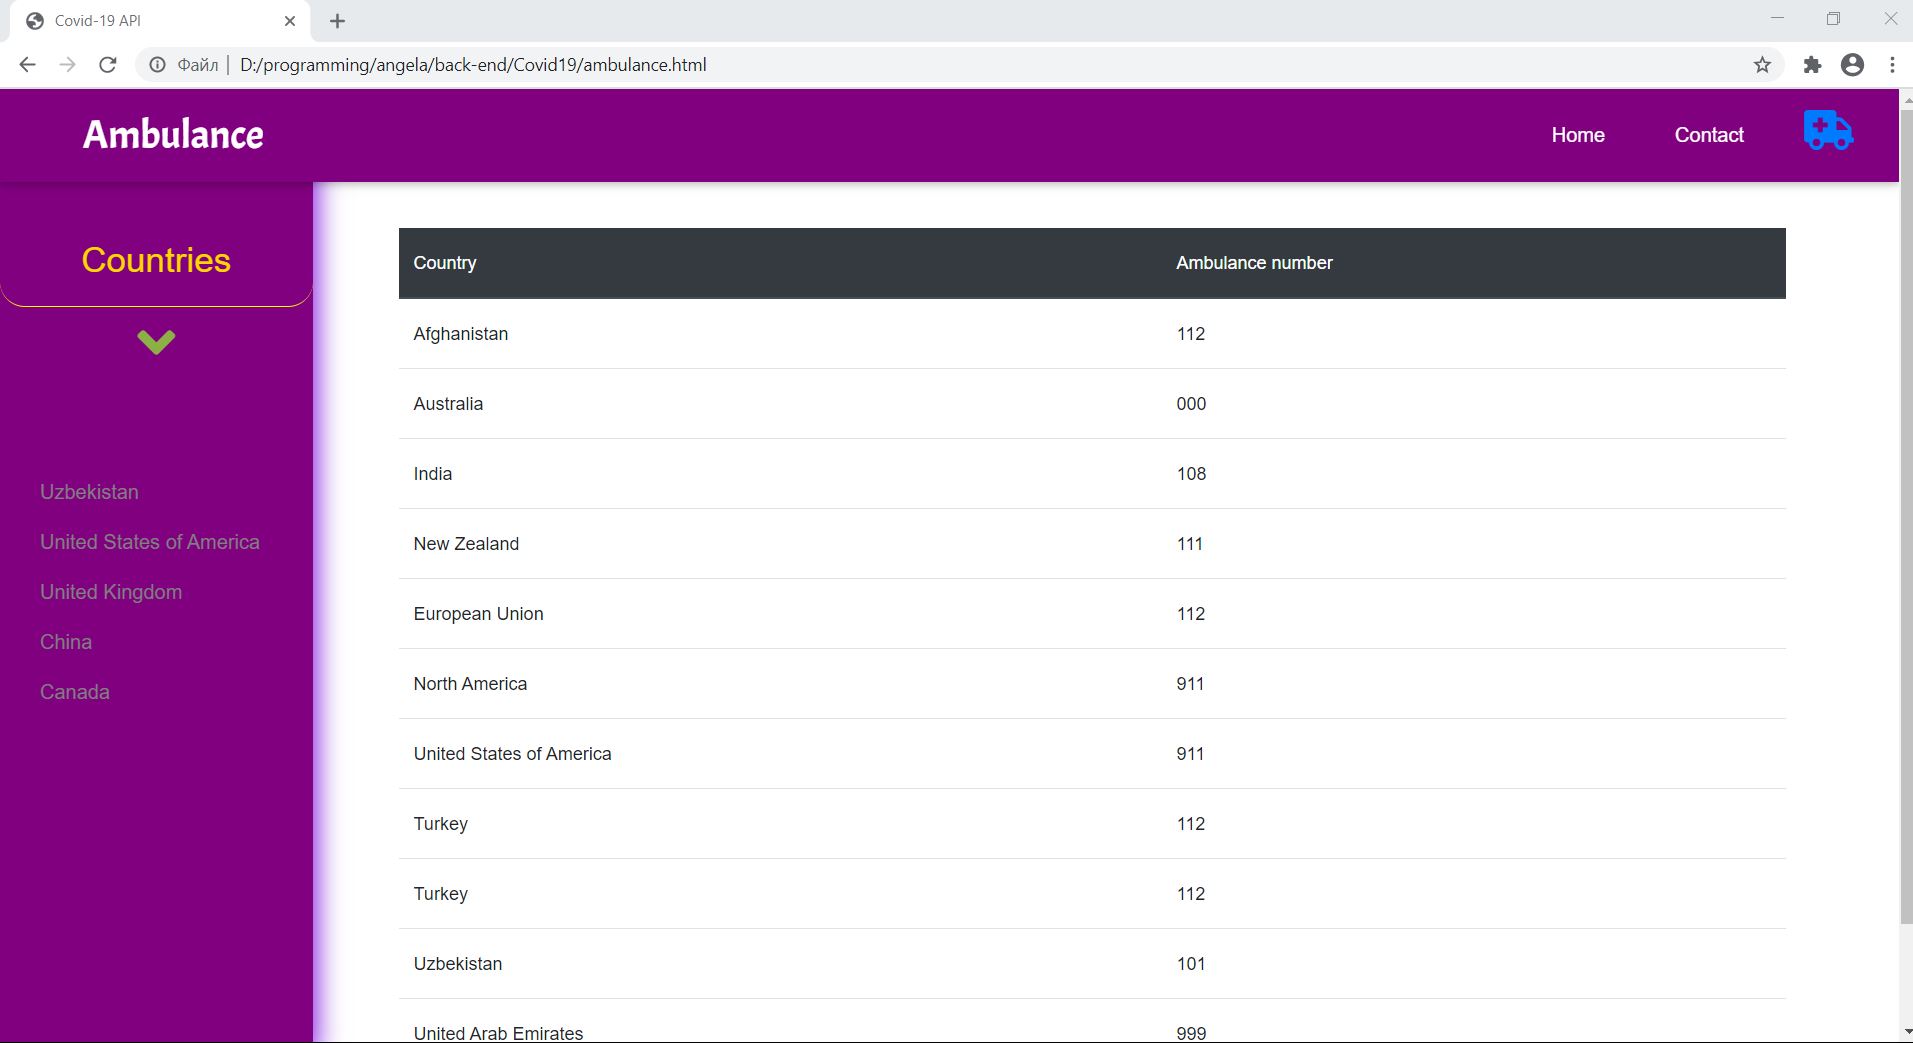 Covid-19 API
Файл D:/programming/angela/back-end/Covid19/ambulance.html
Ambulance Home Contact
Countries
Uzbekistan
United States of America
United Kingdom
China
Canada
Country Ambulance number
Afghanistan 112
Australia 000
India 108
New Zealand 111
European Union 112
North America 911
United States of America 911
Turkey 112
Turkey 112
Uzbekistan 101
United Arab Emirates 999